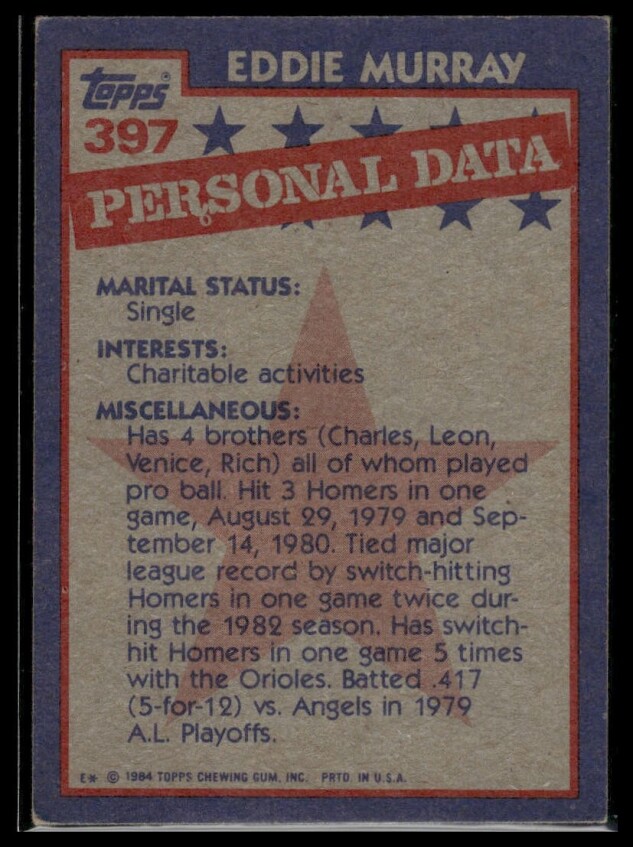 EDDIE MURRAY
Topps®
397
PERSONAL DATA
MARITAL STATUS:
Single
INTERESTS:
Charitable activities
MISCELLANEOUS:
Has 4 brothers (Charles, Leon,
Venice, Rich) all of whom played
pro ball. Hit 3 Homers in one
game, August 29, 1979 and Sep-
tember 14, 1980. Tied major
league record by switch-hitting
Homers in one game twice dur-
ing the 1982 season. Has switch-
hit Homers in one game 5 times
with the Orioles. Batted .417
(5-for-12) vs. Angels in 1979
A.L. Playoffs.
E* © 1984 TOPPS CHEWING GUM, INC. PRTD. IN U.S.A.